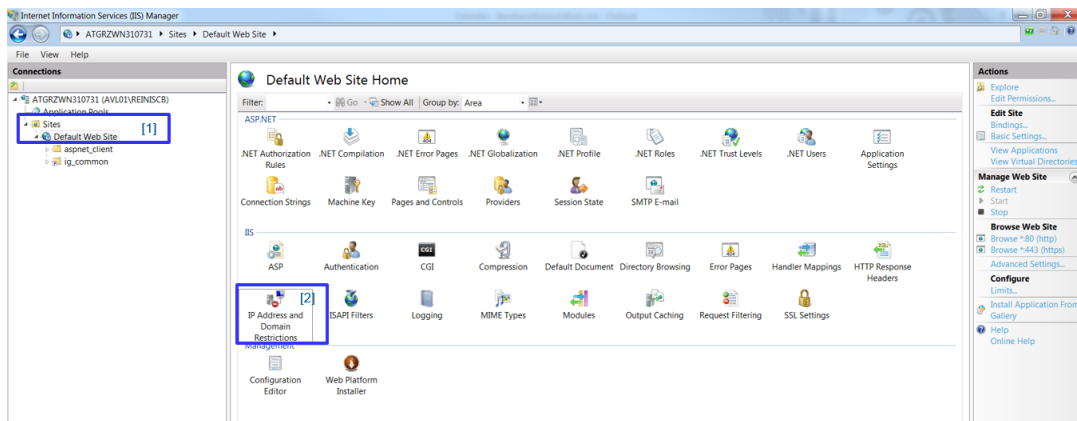 Internet Information Services (IIS) Manager
ATGRZWN310731 Sites Default Web Site
File View Help
Connections
ATGRZWN310731 (AVL01\REINISCB)
Application Pools
Sites
Default Web Site
[1]
aspnet_client
ig_common
Default Web Site Home
Filter: Go Show All Group by: Area
ASP.NET
.NET Authorization Rules
.NET Compilation
.NET Error Pages
.NET Globalization
.NET Profile
.NET Roles
.NET Trust Levels
.NET Users
Application Settings
Connection Strings
Machine Key
Pages and Controls
Providers
Session State
SMTP E-mail
IIS
ASP
Authentication
CGI
Compression
Default Document
Directory Browsing
Error Pages
Handler Mappings
HTTP Response Headers
[2]
IP Address and Domain Restrictions
ISAPI Filters
Logging
MIME Types
Modules
Output Caching
Request Filtering
SSL Settings
Management
Configuration Editor
Web Platform Installer
Actions
Explore
Edit Permissions...
Edit Site
Bindings...
Basic Settings...
View Applications
View Virtual Directories
Manage Web Site
Restart
Start
Stop
Browse Web Site
Browse *:80 (http)
Browse *:443 (https)
Advanced Settings...
Configure
Limits...
Install Application From
Gallery
Help
Online Help